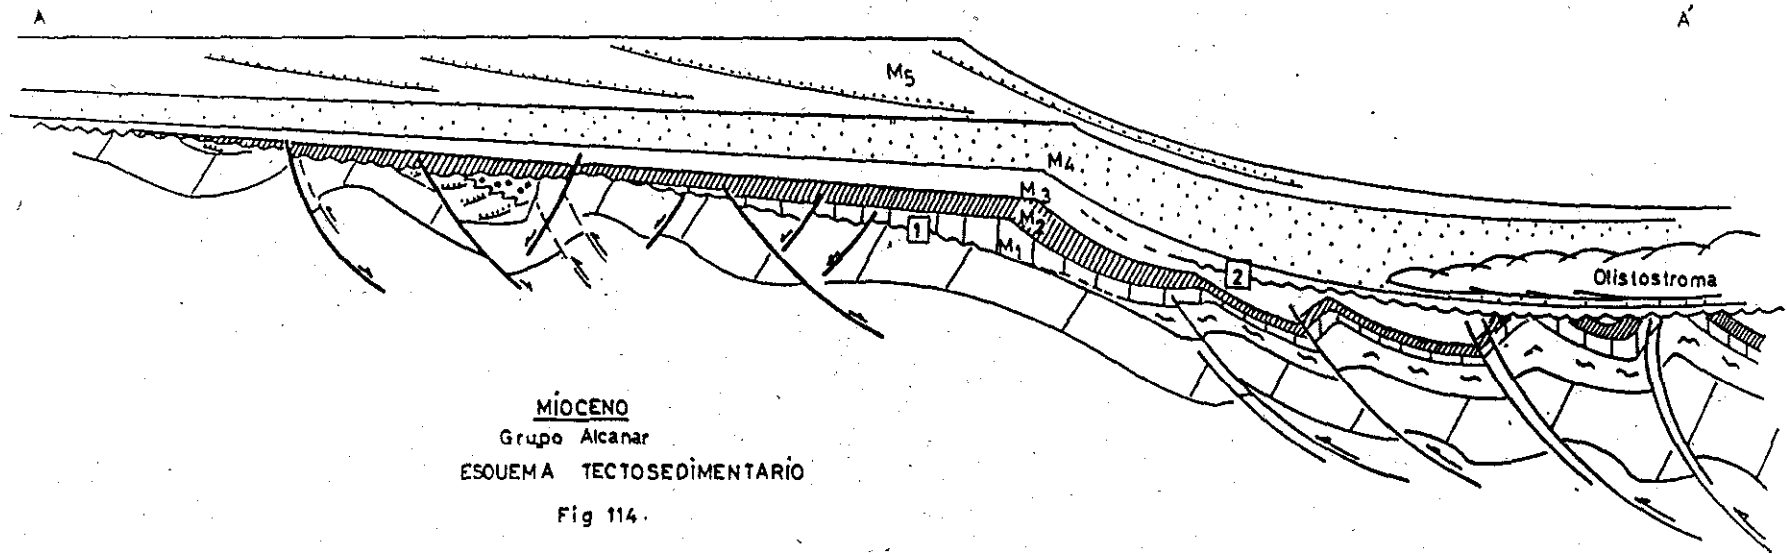 A
A'
M5
M4
M3
M2
1
M1
2
Olistostroma
MIOCENO
Grupo Alcanar
ESQUEMA TECTOSEDIMENTARIO
Fig 114.